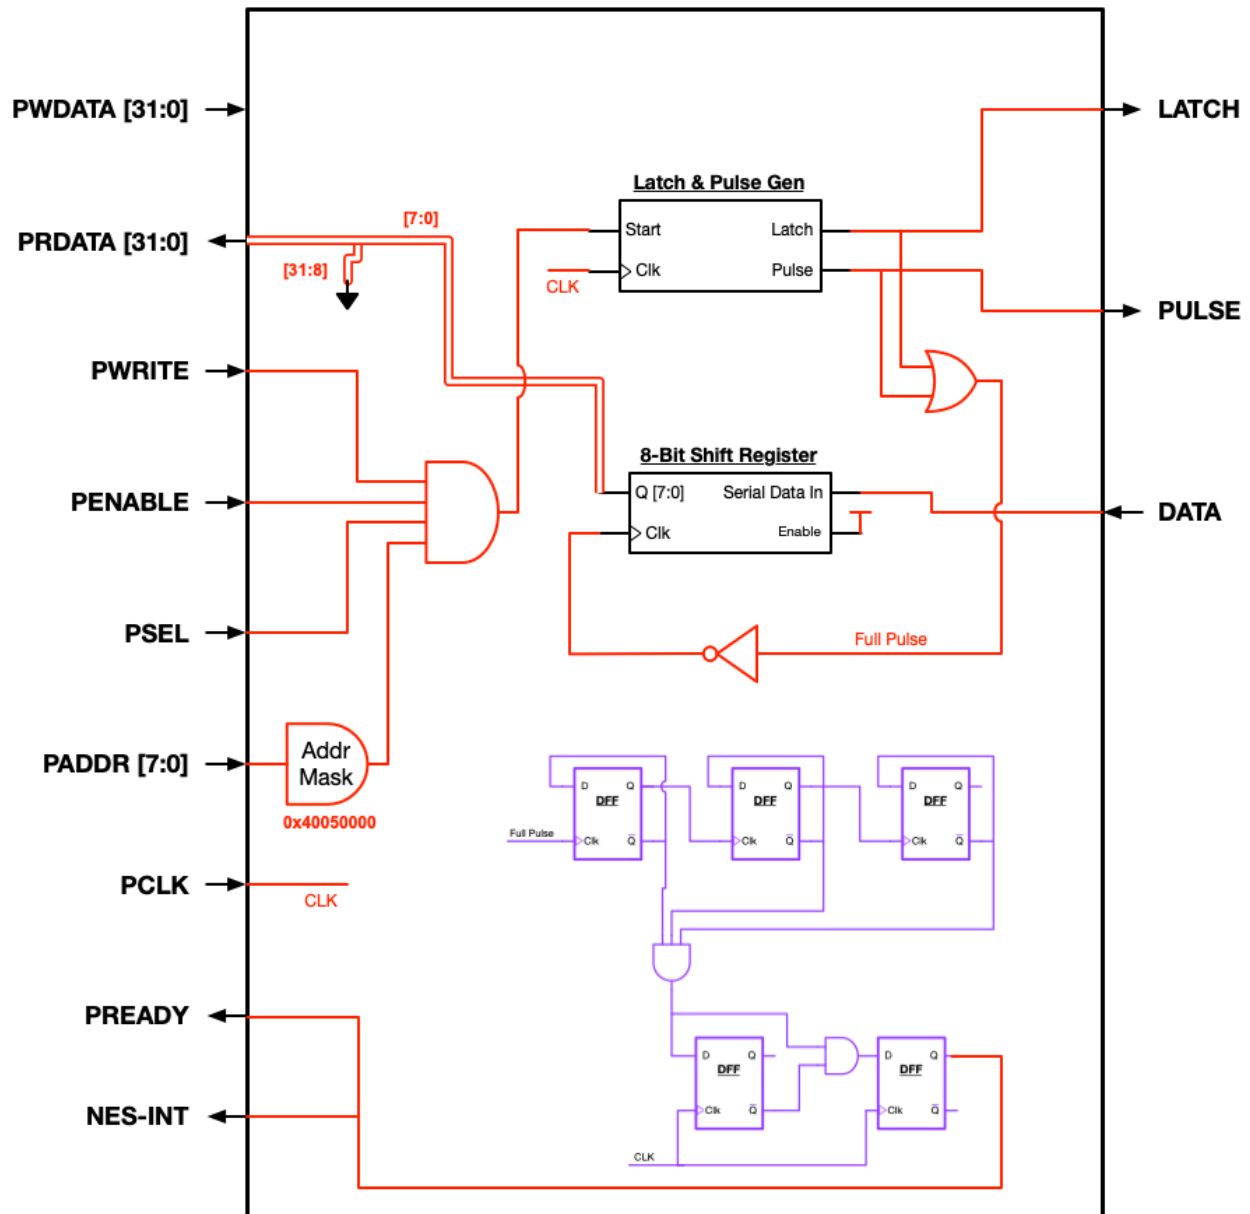 PWDATA [31:0]
LATCH
Latch & Pulse Gen
[7:0]
PRDATA [31:0]
Start
Latch
[31:8]
Clk
Pulse
CLK
PULSE
PWRITE
8-Bit Shift Register
Q [7:0]
Serial Data In
PENABLE
DATA
Clk
Enable
PSEL
Full Pulse
Addr
Mask
PADDR [7:0]
0x40050000
D
Q
DFF
Full Pulse
Clk
Q̅
D
Q
DFF
Clk
Q̅
D
Q
DFF
Clk
Q̅
PCLK
CLK
PREADY
D
Q
DFF
Clk
Q̅
D
Q
DFF
Clk
Q̅
NES-INT
CLK